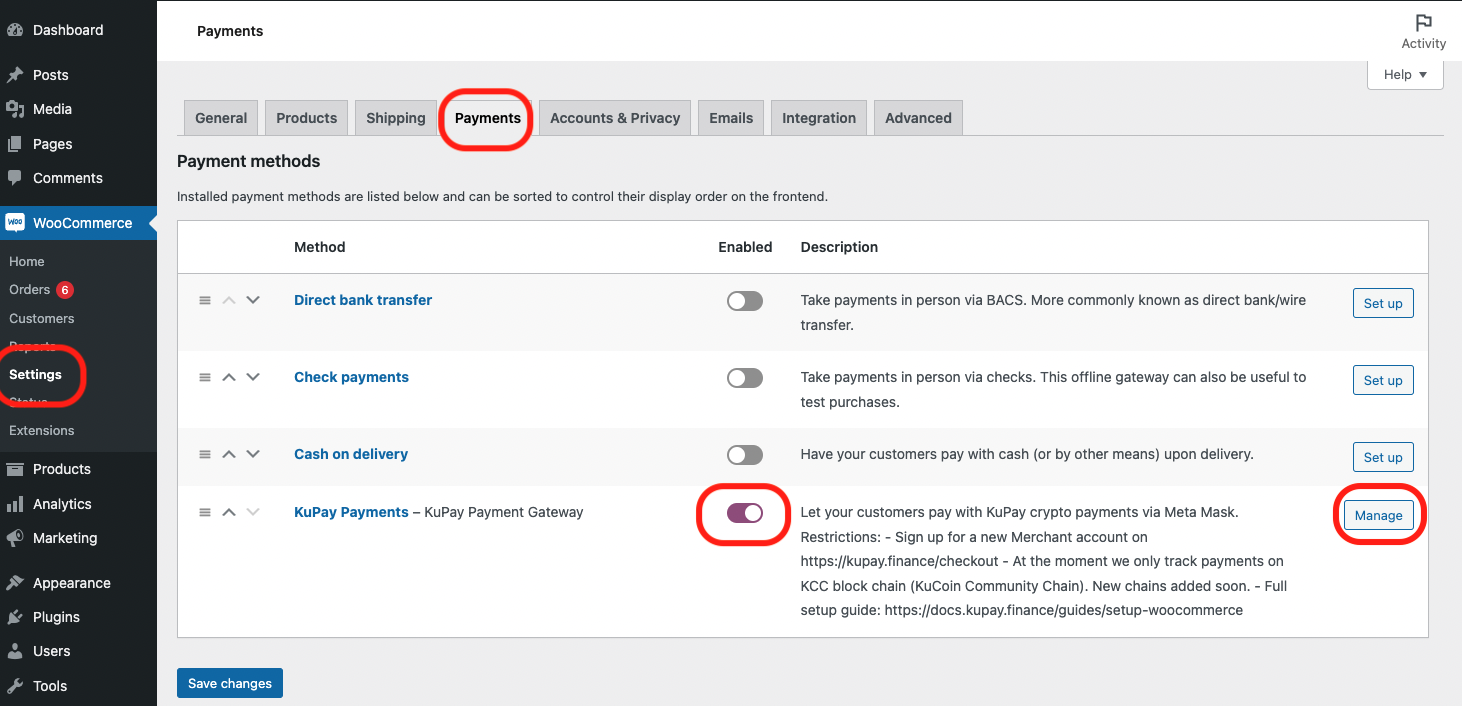 Dashboard
Posts
Media
Pages
Comments
Woo WooCommerce
Home
Orders 6
Customers
Reports
Settings
Status
Extensions
Products
Analytics
Marketing
Appearance
Plugins
Users
Tools
Payments
Activity
Help
General Products Shipping Payments Accounts & Privacy Emails Integration Advanced
Payment methods
Installed payment methods are listed below and can be sorted to control their display order on the frontend.
Method Enabled Description
Direct bank transfer Take payments in person via BACS. More commonly known as direct bank/wire
transfer.
Set up
Check payments Take payments in person via checks. This offline gateway can also be useful to
test purchases.
Set up
Cash on delivery Have your customers pay with cash (or by other means) upon delivery.
Set up
KuPay Payments – KuPay Payment Gateway Let your customers pay with KuPay crypto payments via Meta Mask.
Restrictions: - Sign up for a new Merchant account on
https://kupay.finance/checkout - At the moment we only track payments on
KCC block chain (KuCoin Community Chain). New chains added soon. - Full
setup guide: https://docs.kupay.finance/guides/setup-woocommerce
Manage
Save changes